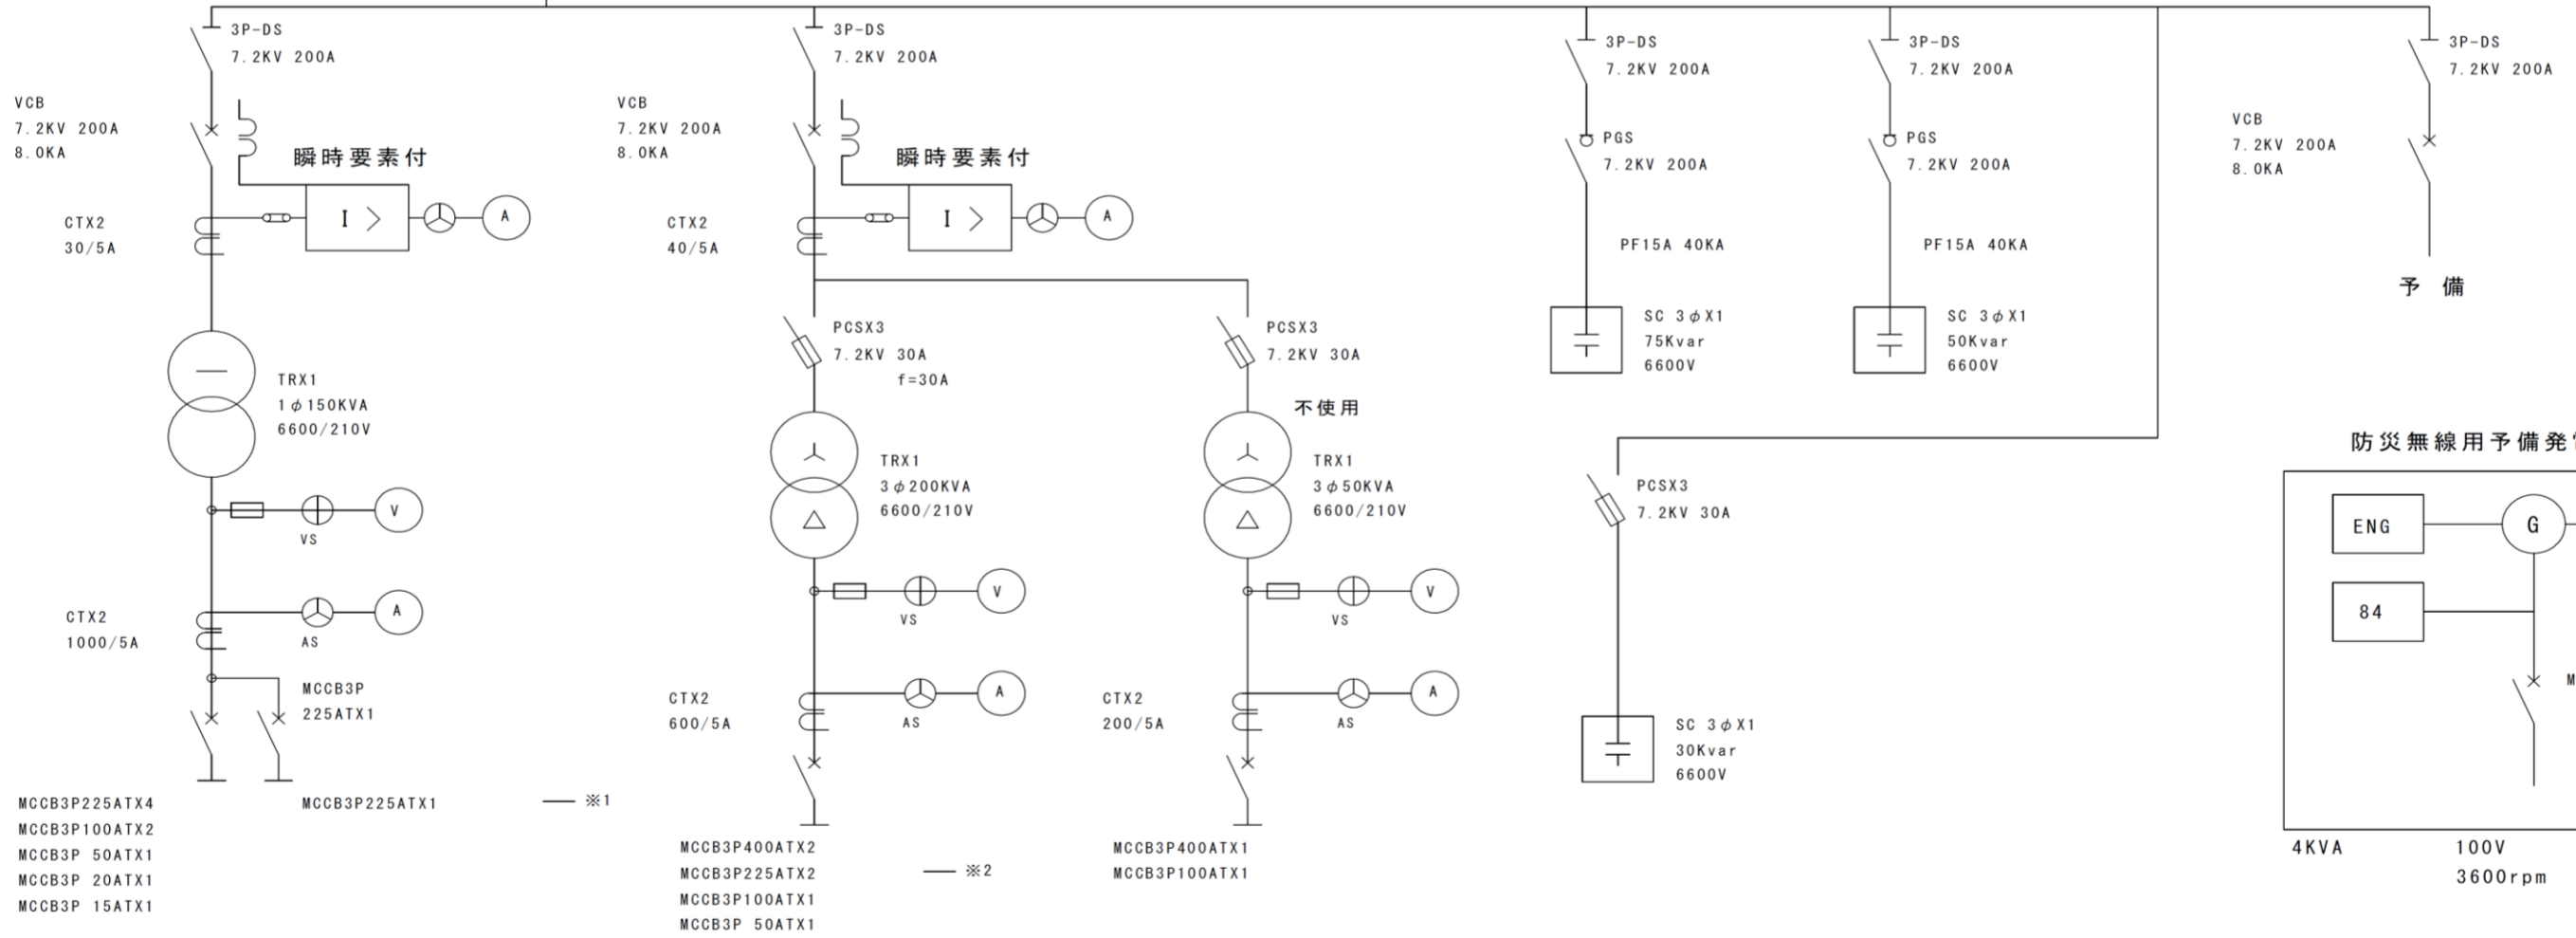 3P-DS
7.2KV 200A
VCB
7.2KV 200A
8.0KA
瞬時要素付
I >
A
CTX2
30/5A
TRX1
1φ150KVA
6600/210V
V
VS
A
AS
CTX2
1000/5A
MCCB3P
225ATX1
MCCB3P225ATX4
MCCB3P100ATX2
MCCB3P 50ATX1
MCCB3P 20ATX1
MCCB3P 15ATX1
MCCB3P225ATX1
※1
3P-DS
7.2KV 200A
VCB
7.2KV 200A
8.0KA
瞬時要素付
I >
A
CTX2
40/5A
PCSX3
7.2KV 30A
f=30A
TRX1
3φ200KVA
6600/210V
V
VS
A
AS
CTX2
600/5A
MCCB3P400ATX2
MCCB3P225ATX2
MCCB3P100ATX1
MCCB3P 50ATX1
※2
PCSX3
7.2KV 30A
不使用
TRX1
3φ50KVA
6600/210V
V
VS
A
AS
CTX2
200/5A
MCCB3P400ATX1
MCCB3P100ATX1
3P-DS
7.2KV 200A
PGS
7.2KV 200A
PF15A 40KA
SC 3φX1
75Kvar
6600V
3P-DS
7.2KV 200A
PGS
7.2KV 200A
PF15A 40KA
SC 3φX1
50Kvar
6600V
PCSX3
7.2KV 30A
SC 3φX1
30Kvar
6600V
3P-DS
7.2KV 200A
VCB
7.2KV 200A
8.0KA
予備
防災無線用予備発
ENG
G
84
M
4KVA
100V
3600rpm